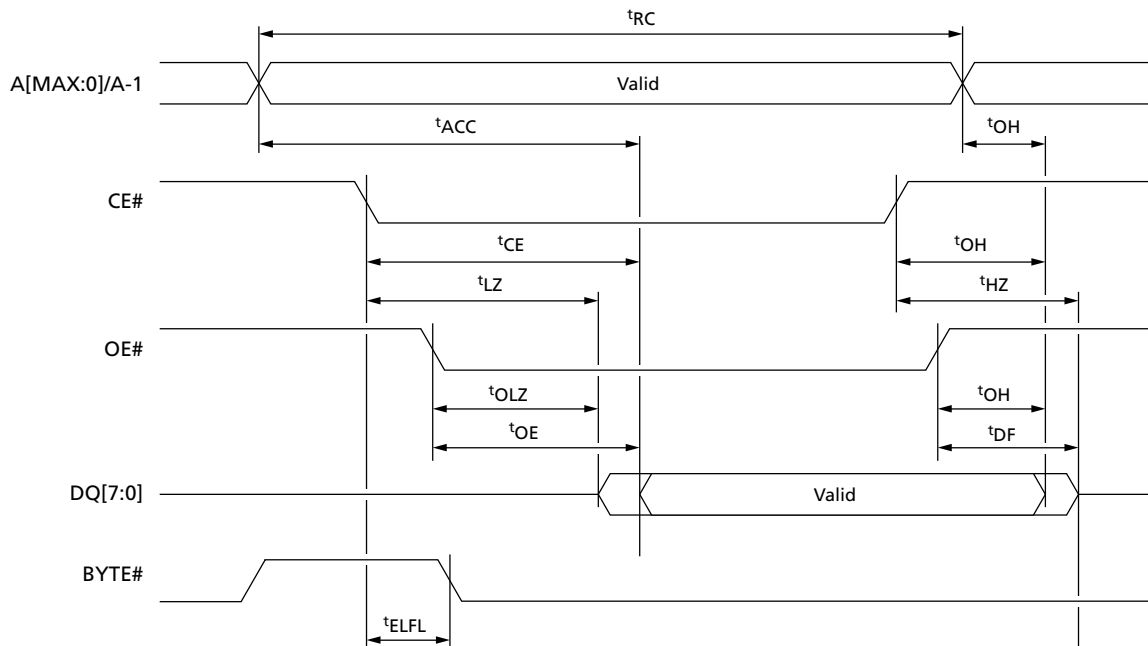 tRC
A[MAX:0]/A-1
Valid
tACC
tOH
CE#
tCE
tOH
tLZ
tHZ
OE#
tOLZ
tOH
tOE
tDF
DQ[7:0]
Valid
BYTE#
tELFL